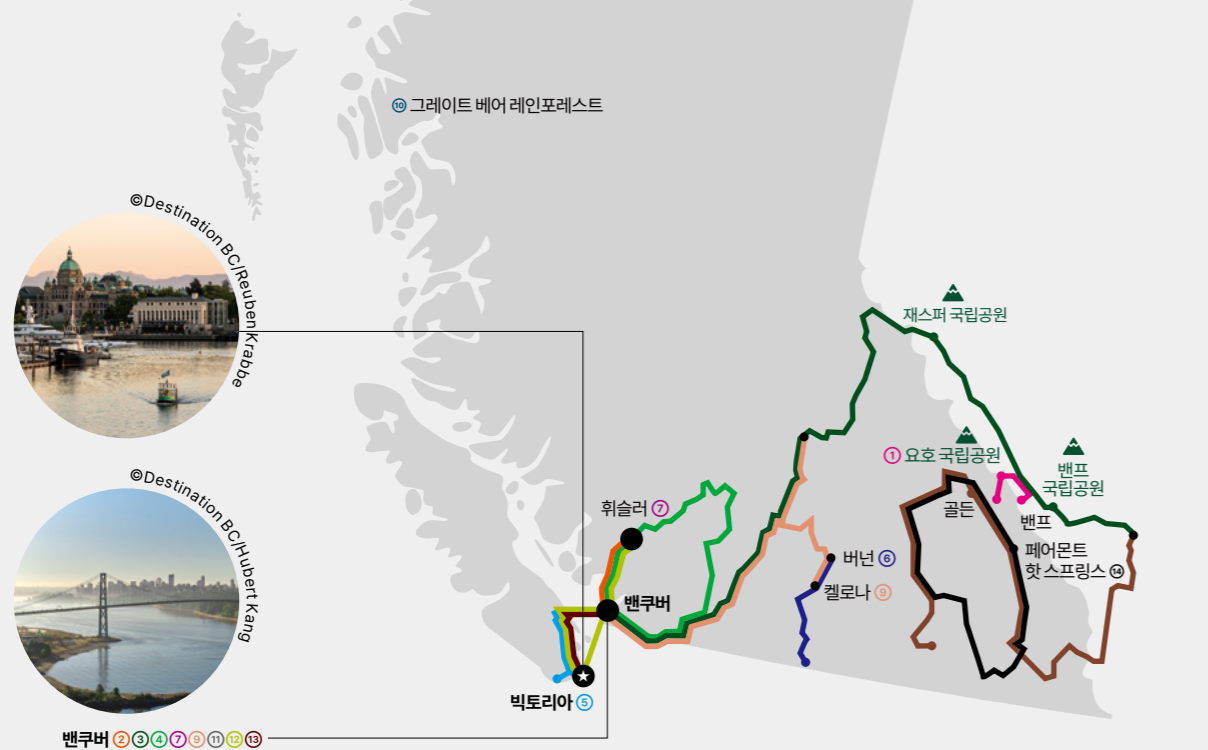 ⑩ 그레이트 베어 레인포레스트
©Destination BC/Reuben Krabbe
재스퍼 국립공원
① 요호 국립공원
밴프
국립공원
©Destination BC/Hubert Kang
휘슬러 ⑦
골든
밴프
페어몬트
핫 스프링스 ⑭
버넌 ⑥
켈로나 ⑨
밴쿠버
빅토리아 ⑤
밴쿠버 ② ③ ④ ⑦ ⑨ ⑪ ⑫ ⑬